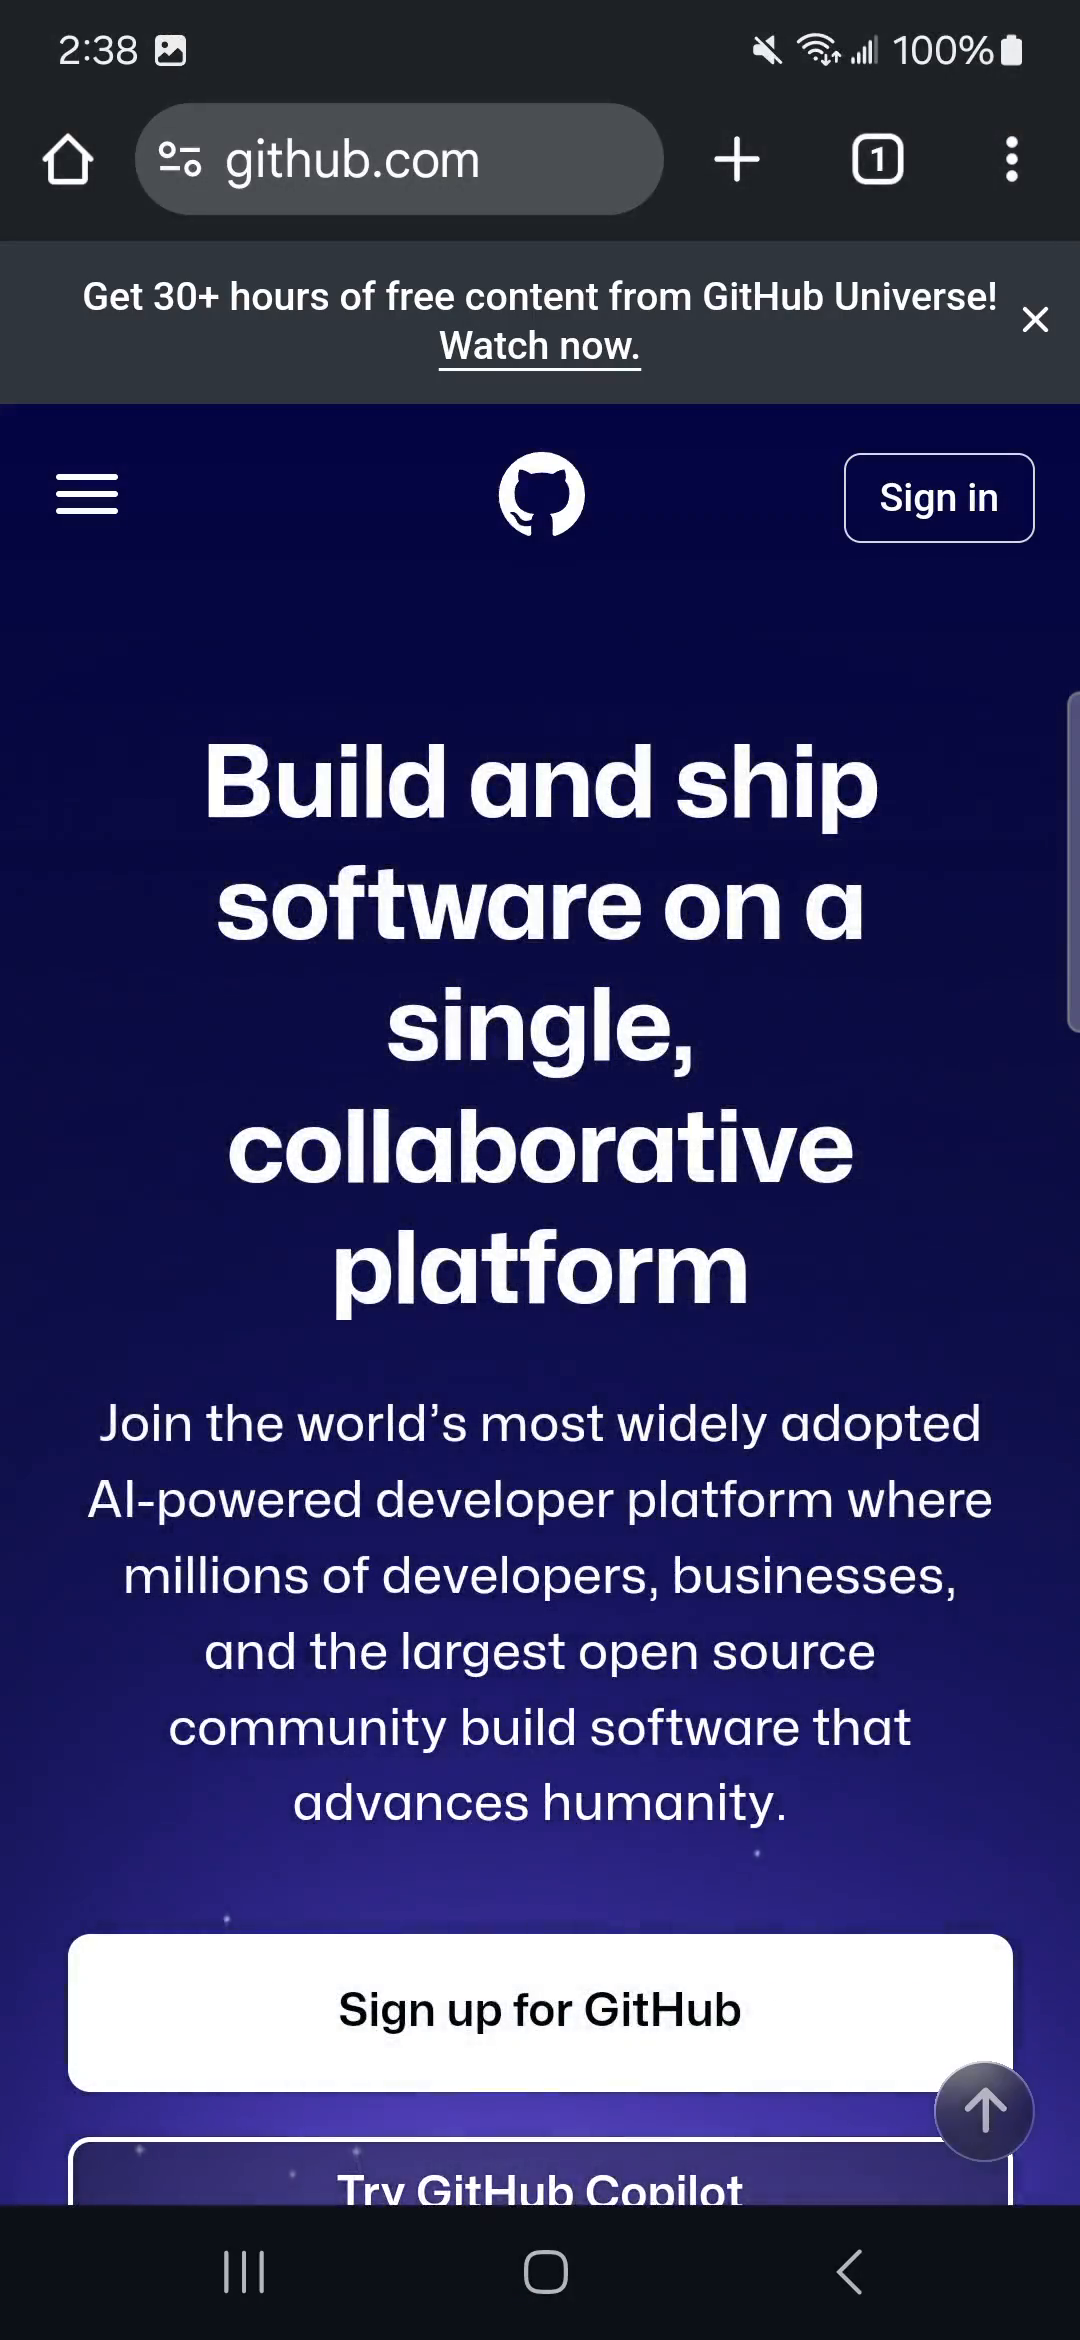 2:38
100%
github.com
1
Get 30+ hours of free content from GitHub Universe!
Watch now.
Sign in
Build and ship
software on a
single,
collaborative
platform
Join the world’s most widely adopted
AI-powered developer platform where
millions of developers, businesses,
and the largest open source
community build software that
advances humanity.
Sign up for GitHub
Try GitHub Copilot